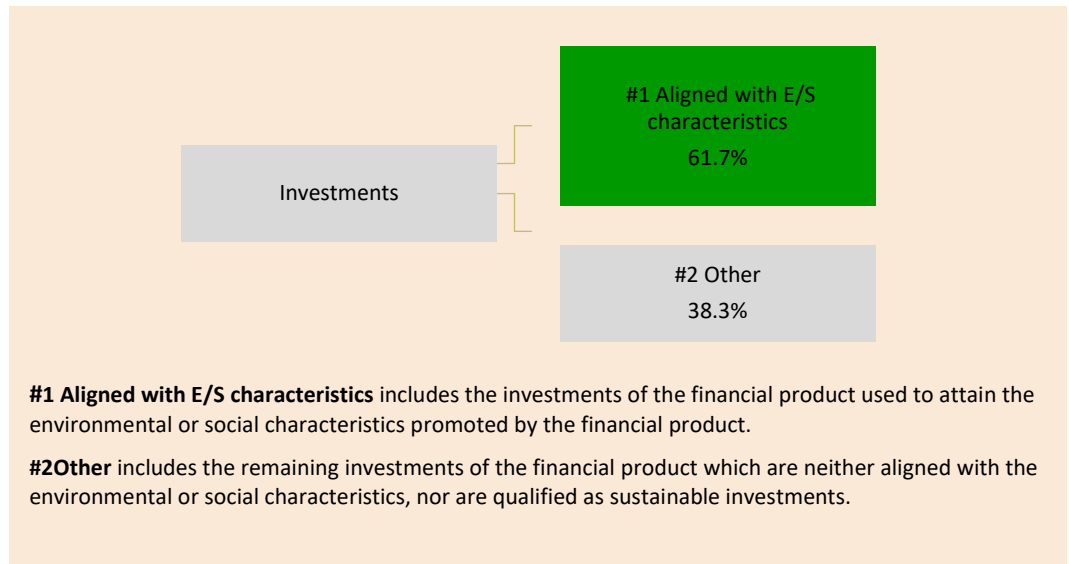 #1 Aligned with E/S
characteristics
61.7%
Investments
#2 Other
38.3%
#1 Aligned with E/S characteristics includes the investments of the financial product used to attain the
environmental or social characteristics promoted by the financial product.
#2Other includes the remaining investments of the financial product which are neither aligned with the
environmental or social characteristics, nor are qualified as sustainable investments.